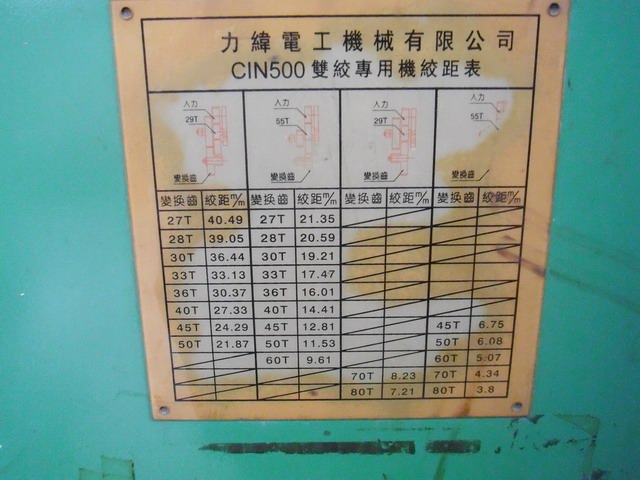 力緯電工機械有限公司
CIN500 雙絞專用機絞距表
入力 入力 入力 入力
29T 55T 29T 55T
變換齒 變換齒 變換齒 變換齒
變換齒 絞距m/m 變換齒 絞距m/m 變換齒 絞距m/m 變換齒 絞距m/m
27T 40.49 27T 21.35
28T 39.05 28T 20.59
30T 36.44 30T 19.21
33T 33.13 33T 17.47
36T 30.37 36T 16.01
40T 27.33 40T 14.41
45T 24.29 45T 12.81 45T 6.75
50T 21.87 50T 11.53 50T 6.08
60T 9.61 60T 5.07
70T 8.23 70T 4.34
80T 7.21 80T 3.8